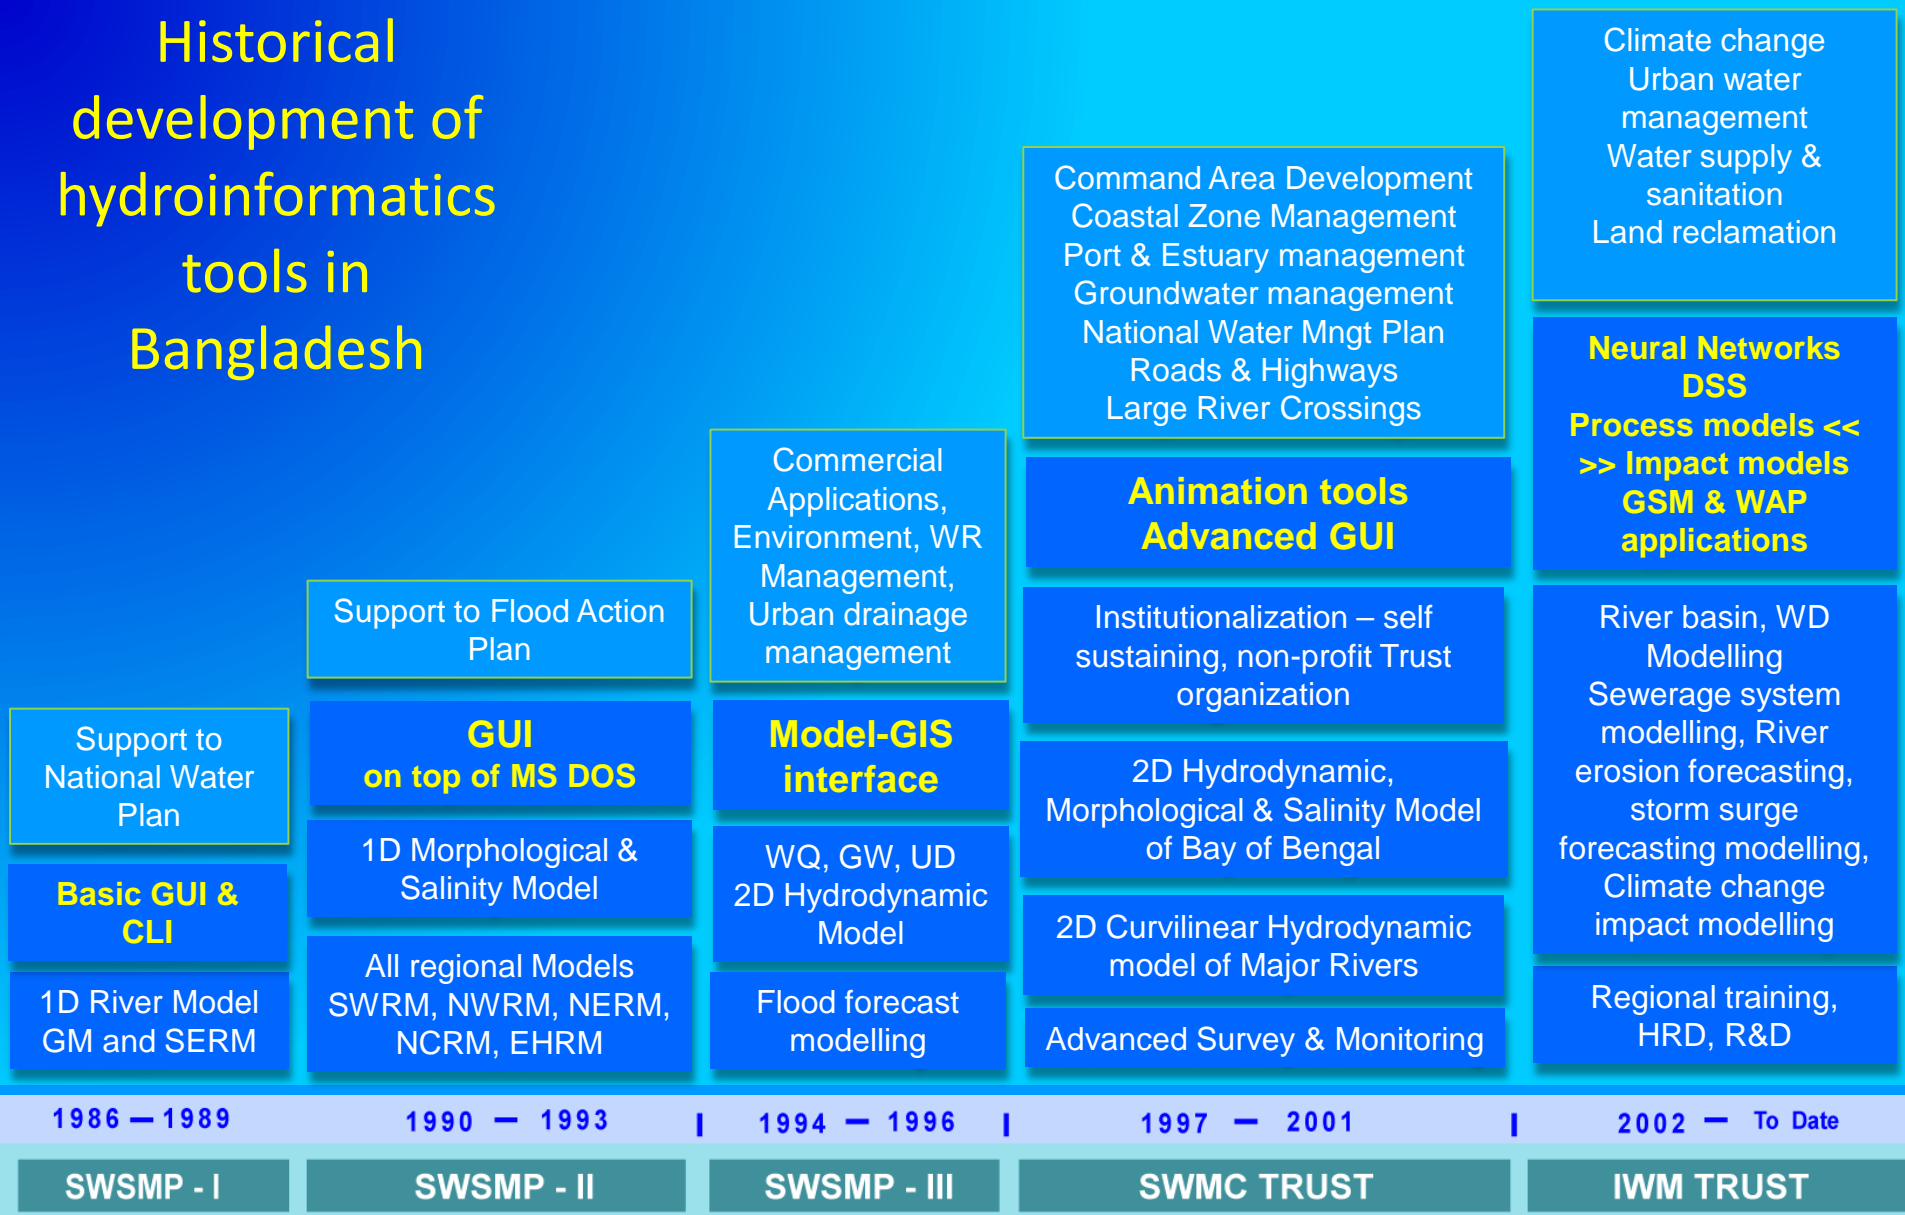 Historical
development of
hydroinformatics
tools in
Bangladesh
Support to
National Water
Plan
Basic GUI &
CLI
1D River Model
GM and SERM
Support to Flood Action
Plan
GUI
on top of MS DOS
1D Morphological &
Salinity Model
All regional Models
SWRM, NWRM, NERM,
NCRM, EHRM
Commercial
Applications,
Environment, WR
Management,
Urban drainage
management
Model-GIS
interface
WQ, GW, UD
2D Hydrodynamic
Model
Flood forecast
modelling
Command Area Development
Coastal Zone Management
Port & Estuary management
Groundwater management
National Water Mngt Plan
Roads & Highways
Large River Crossings
Animation tools
Advanced GUI
Institutionalization – self
sustaining, non-profit Trust
organization
2D Hydrodynamic,
Morphological & Salinity Model
of Bay of Bengal
2D Curvilinear Hydrodynamic
model of Major Rivers
Advanced Survey & Monitoring
Climate change
Urban water
management
Water supply &
sanitation
Land reclamation
Neural Networks
DSS
Process models <<
>> Impact models
GSM & WAP
applications
River basin, WD
Modelling
Sewerage system
modelling, River
erosion forecasting,
storm surge
forecasting modelling,
Climate change
impact modelling
Regional training,
HRD, R&D
1986 — 1989
1990 — 1993
1994 — 1996
1997 — 2001
2002 — To Date
SWSMP - I
SWSMP - II
SWSMP - III
SWMC TRUST
IWM TRUST